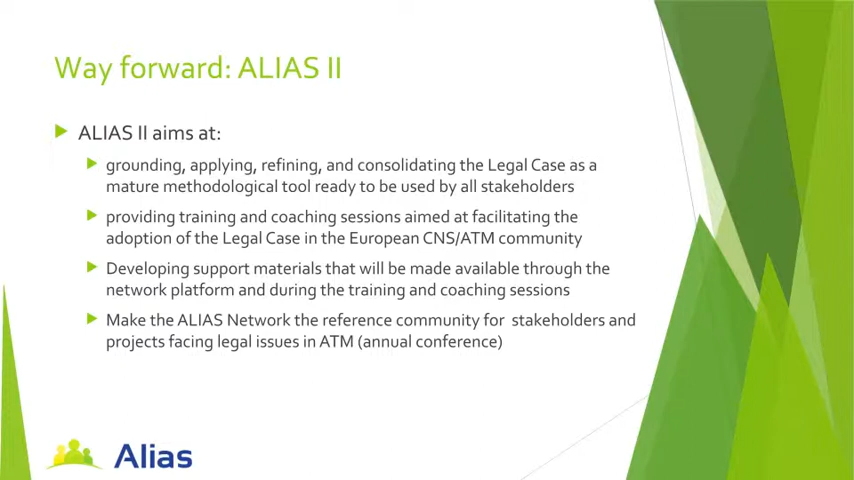 Way forward: ALIAS II
ALIAS II aims at:
grounding, applying, refining, and consolidating the Legal Case as a
mature methodological tool ready to be used by all stakeholders
providing training and coaching sessions aimed at facilitating the
adoption of the Legal Case in the European CNS/ATM community
Developing support materials that will be made available through the
network platform and during the training and coaching sessions
Make the ALIAS Network the reference community for stakeholders and
projects facing legal issues in ATM (annual conference)
Alias